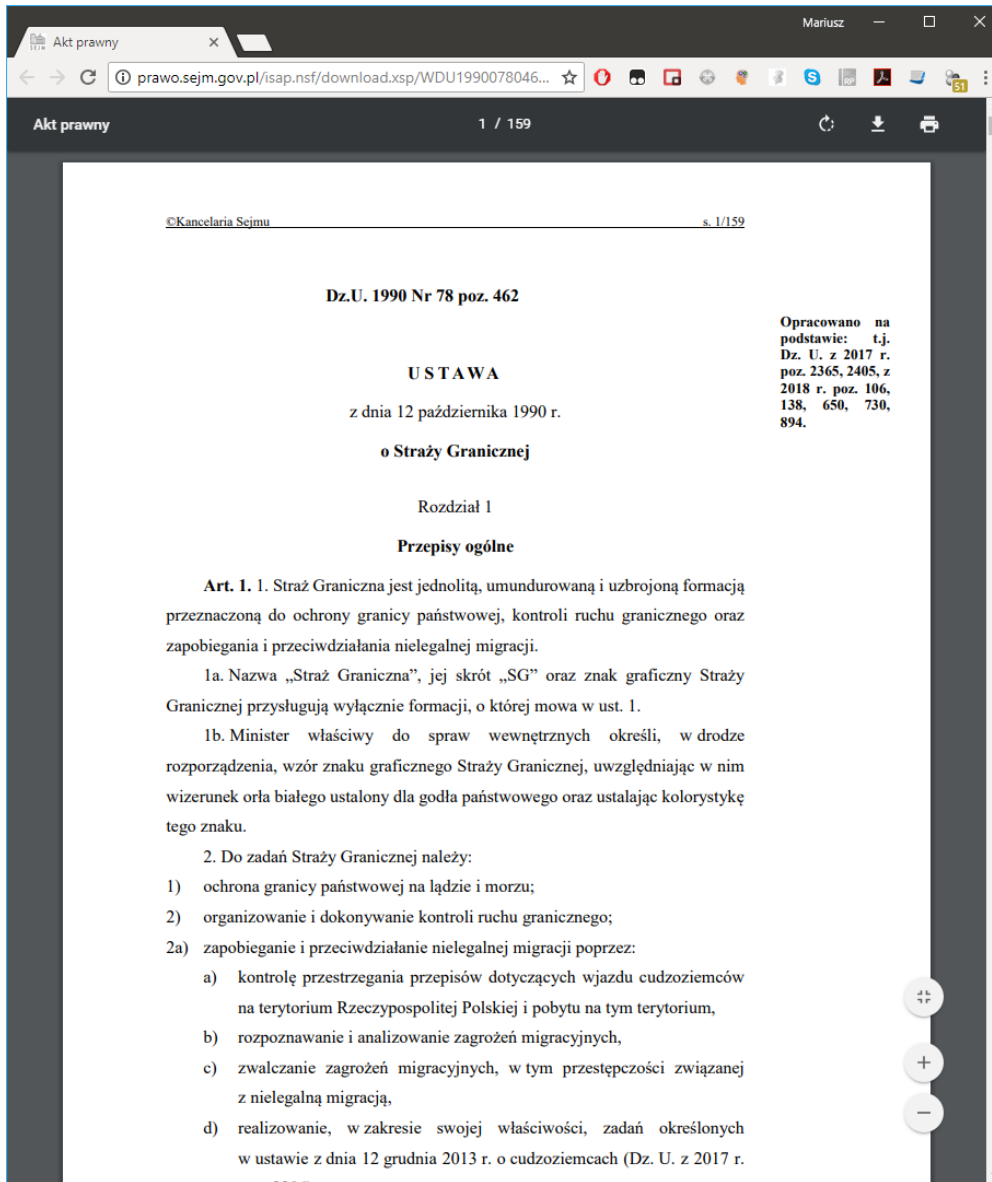 Mariusz
Akt prawny
prawo.sejm.gov.pl/isap.nsf/download.xsp/WDU1990078046...
RP
51
Akt prawny
1 / 159
©Kancelaria Sejmu
s. 1/159
Dz.U. 1990 Nr 78 poz. 462
Opracowano na
podstawie: t.j.
Dz. U. z 2017 r.
poz. 2365, 2405, z
2018 r. poz. 106,
138, 650, 730,
894.
USTAWA
z dnia 12 października 1990 r.
o Straży Granicznej
Rozdział 1
Przepisy ogólne
Art. 1. 1. Straż Graniczna jest jednolitą, umundurowaną i uzbrojoną formacją
przeznaczoną do ochrony granicy państwowej, kontroli ruchu granicznego oraz
zapobiegania i przeciwdziałania nielegalnej migracji.
1a. Nazwa „Straż Graniczna”, jej skrót „SG” oraz znak graficzny Straży
Granicznej przysługują wyłącznie formacji, o której mowa w ust. 1.
1b. Minister właściwy do spraw wewnętrznych określi, w drodze
rozporządzenia, wzór znaku graficznego Straży Granicznej, uwzględniając w nim
wizerunek orła białego ustalony dla godła państwowego oraz ustalając kolorystykę
tego znaku.
2. Do zadań Straży Granicznej należy:
1) ochrona granicy państwowej na lądzie i morzu;
2) organizowanie i dokonywanie kontroli ruchu granicznego;
2a) zapobieganie i przeciwdziałanie nielegalnej migracji poprzez:
a) kontrolę przestrzegania przepisów dotyczących wjazdu cudzoziemców
na terytorium Rzeczypospolitej Polskiej i pobytu na tym terytorium,
b) rozpoznawanie i analizowanie zagrożeń migracyjnych,
c) zwalczanie zagrożeń migracyjnych, w tym przestępczości związanej
z nielegalną migracją,
d) realizowanie, w zakresie swojej właściwości, zadań określonych
w ustawie z dnia 12 grudnia 2013 r. o cudzoziemcach (Dz. U. z 2017 r.